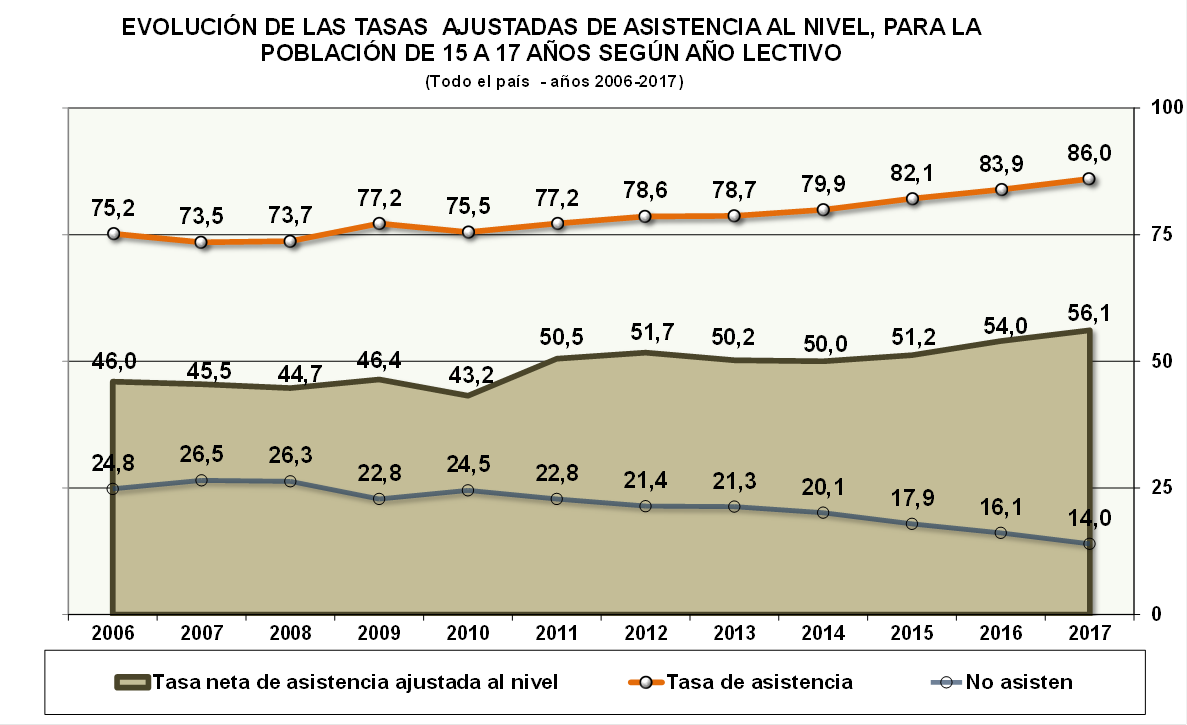 EVOLUCIÓN DE LAS TASAS  AJUSTADAS DE ASISTENCIA AL NIVEL, PARA LA
POBLACIÓN DE 15 A 17 AÑOS SEGÚN AÑO LECTIVO
(Todo el país  - años 2006-2017)
100
75,2 73,5 73,7 77,2 75,5 77,2 78,6 78,7 79,9 82,1 83,9 86,0
75
46,0 45,5 44,7 46,4 43,2 50,5 51,7 50,2 50,0 51,2 54,0 56,1
50
24,8 26,5 26,3 22,8 24,5 22,8 21,4 21,3 20,1 17,9 16,1 14,0
25
0
2006 2007 2008 2009 2010 2011 2012 2013 2014 2015 2016 2017
Tasa neta de asistencia ajustada al nivel Tasa de asistencia No asisten